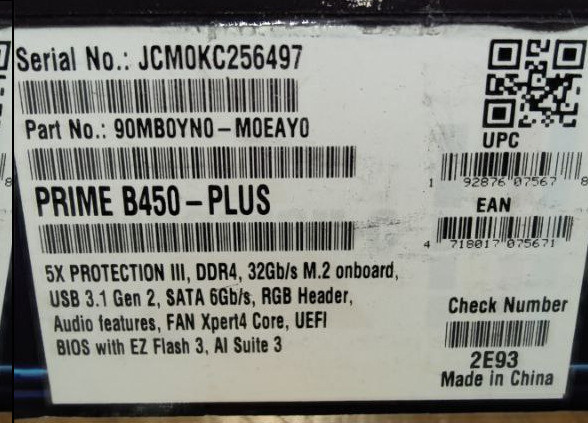 Serial No.: JCM0KC256497
Part No.: 90MB0YN0-M0EAY0
UPC
1 92876 07567 8
PRIME B450-PLUS
EAN
4 718017 075671
5X PROTECTION III, DDR4, 32Gb/s M.2 onboard,
USB 3.1 Gen 2, SATA 6Gb/s, RGB Header,
Audio features, FAN Xpert4 Core, UEFI
BIOS with EZ Flash 3, AI Suite 3
Check Number
2E93
Made in China